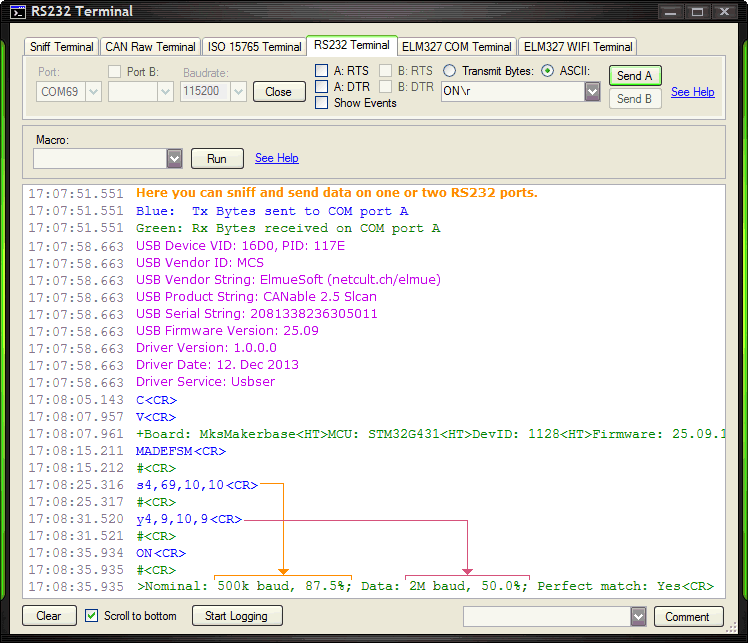 RS232 Terminal
Sniff Terminal CAN Raw Terminal ISO 15765 Terminal RS232 Terminal ELM327 COM Terminal ELM327 WIFI Terminal
Port: Port B: Baudrate: A: RTS B: RTS Transmit Bytes: ASCII: Send A
COM69 115200 Close A: DTR B: DTR ON\r Send B See Help
Show Events
Macro:
Run See Help
17:07:51.551 Here you can sniff and send data on one or two RS232 ports.
17:07:51.551 Blue: Tx Bytes sent to COM port A
17:07:51.551 Green: Rx Bytes received on COM port A
17:07:58.663 USB Device VID: 16D0, PID: 117E
17:07:58.663 USB Vendor ID: MCS
17:07:58.663 USB Vendor String: ElmueSoft (netcult.ch/elmue)
17:07:58.663 USB Product String: CANable 2.5 Slcan
17:07:58.663 USB Serial String: 2081338236305011
17:07:58.663 USB Firmware Version: 25.09
17:07:58.663 Driver Version: 1.0.0.0
17:07:58.663 Driver Date: 12. Dec 2013
17:07:58.663 Driver Service: Usbser
17:08:05.143 C<CR>
17:08:07.957 V<CR>
17:08:07.961 +Board: MksMakerbase<HT>MCU: STM32G431<HT>DevID: 1128<HT>Firmware: 25.09.1
17:08:15.211 MADEFSM<CR>
17:08:15.212 #<CR>
17:08:25.316 s4,69,10,10<CR>
17:08:25.317 #<CR>
17:08:31.520 y4,9,10,9<CR>
17:08:31.521 #<CR>
17:08:35.934 ON<CR>
17:08:35.935 #<CR>
17:08:35.935 >Nominal: 500k baud, 87.5%; Data: 2M baud, 50.0%; Perfect match: Yes<CR>
Clear Scroll to bottom Start Logging Comment